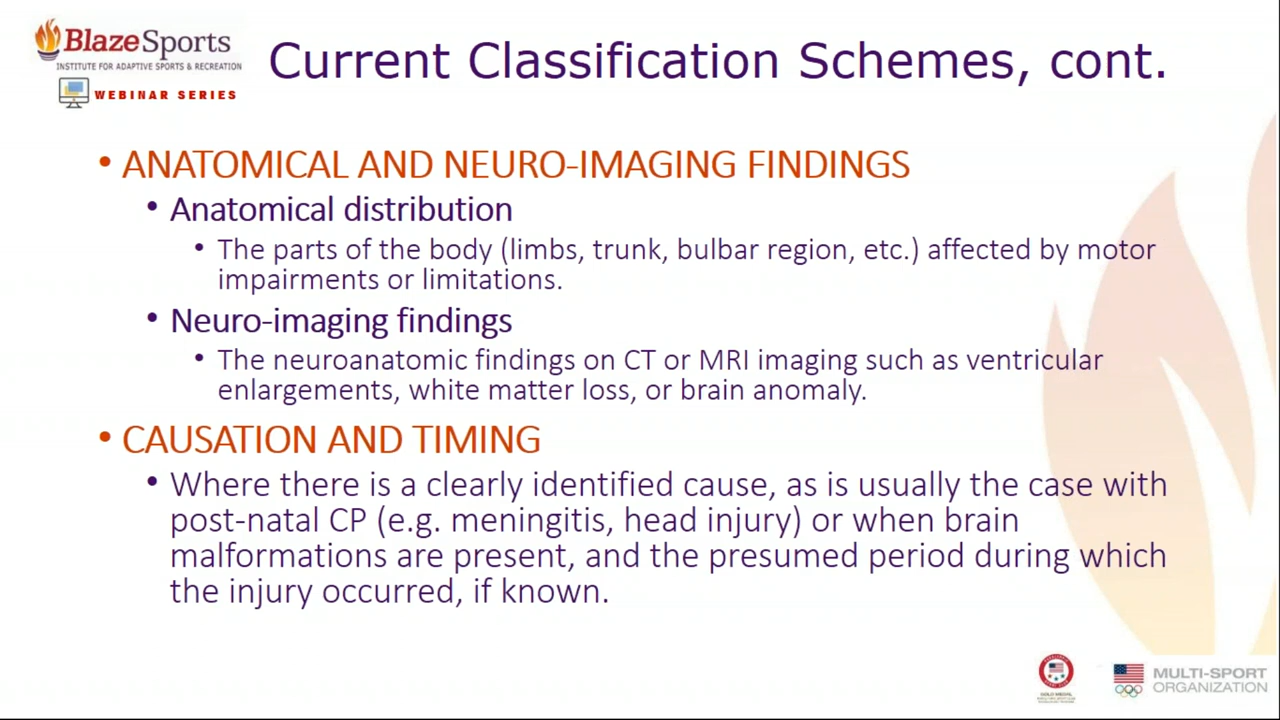 BlazeSports
INSTITUTE FOR ADAPTIVE SPORTS & RECREATION
WEBINAR SERIES
Current Classification Schemes, cont.
• ANATOMICAL AND NEURO-IMAGING FINDINGS
• Anatomical distribution
• The parts of the body (limbs, trunk, bulbar region, etc.) affected by motor
impairments or limitations.
• Neuro-imaging findings
• The neuroanatomic findings on CT or MRI imaging such as ventricular
enlargements, white matter loss, or brain anomaly.
• CAUSATION AND TIMING
• Where there is a clearly identified cause, as is usually the case with
post-natal CP (e.g. meningitis, head injury) or when brain
malformations are present, and the presumed period during which
the injury occurred, if known.
GOLD MEDAL
MULTI-SPORT
ORGANIZATION